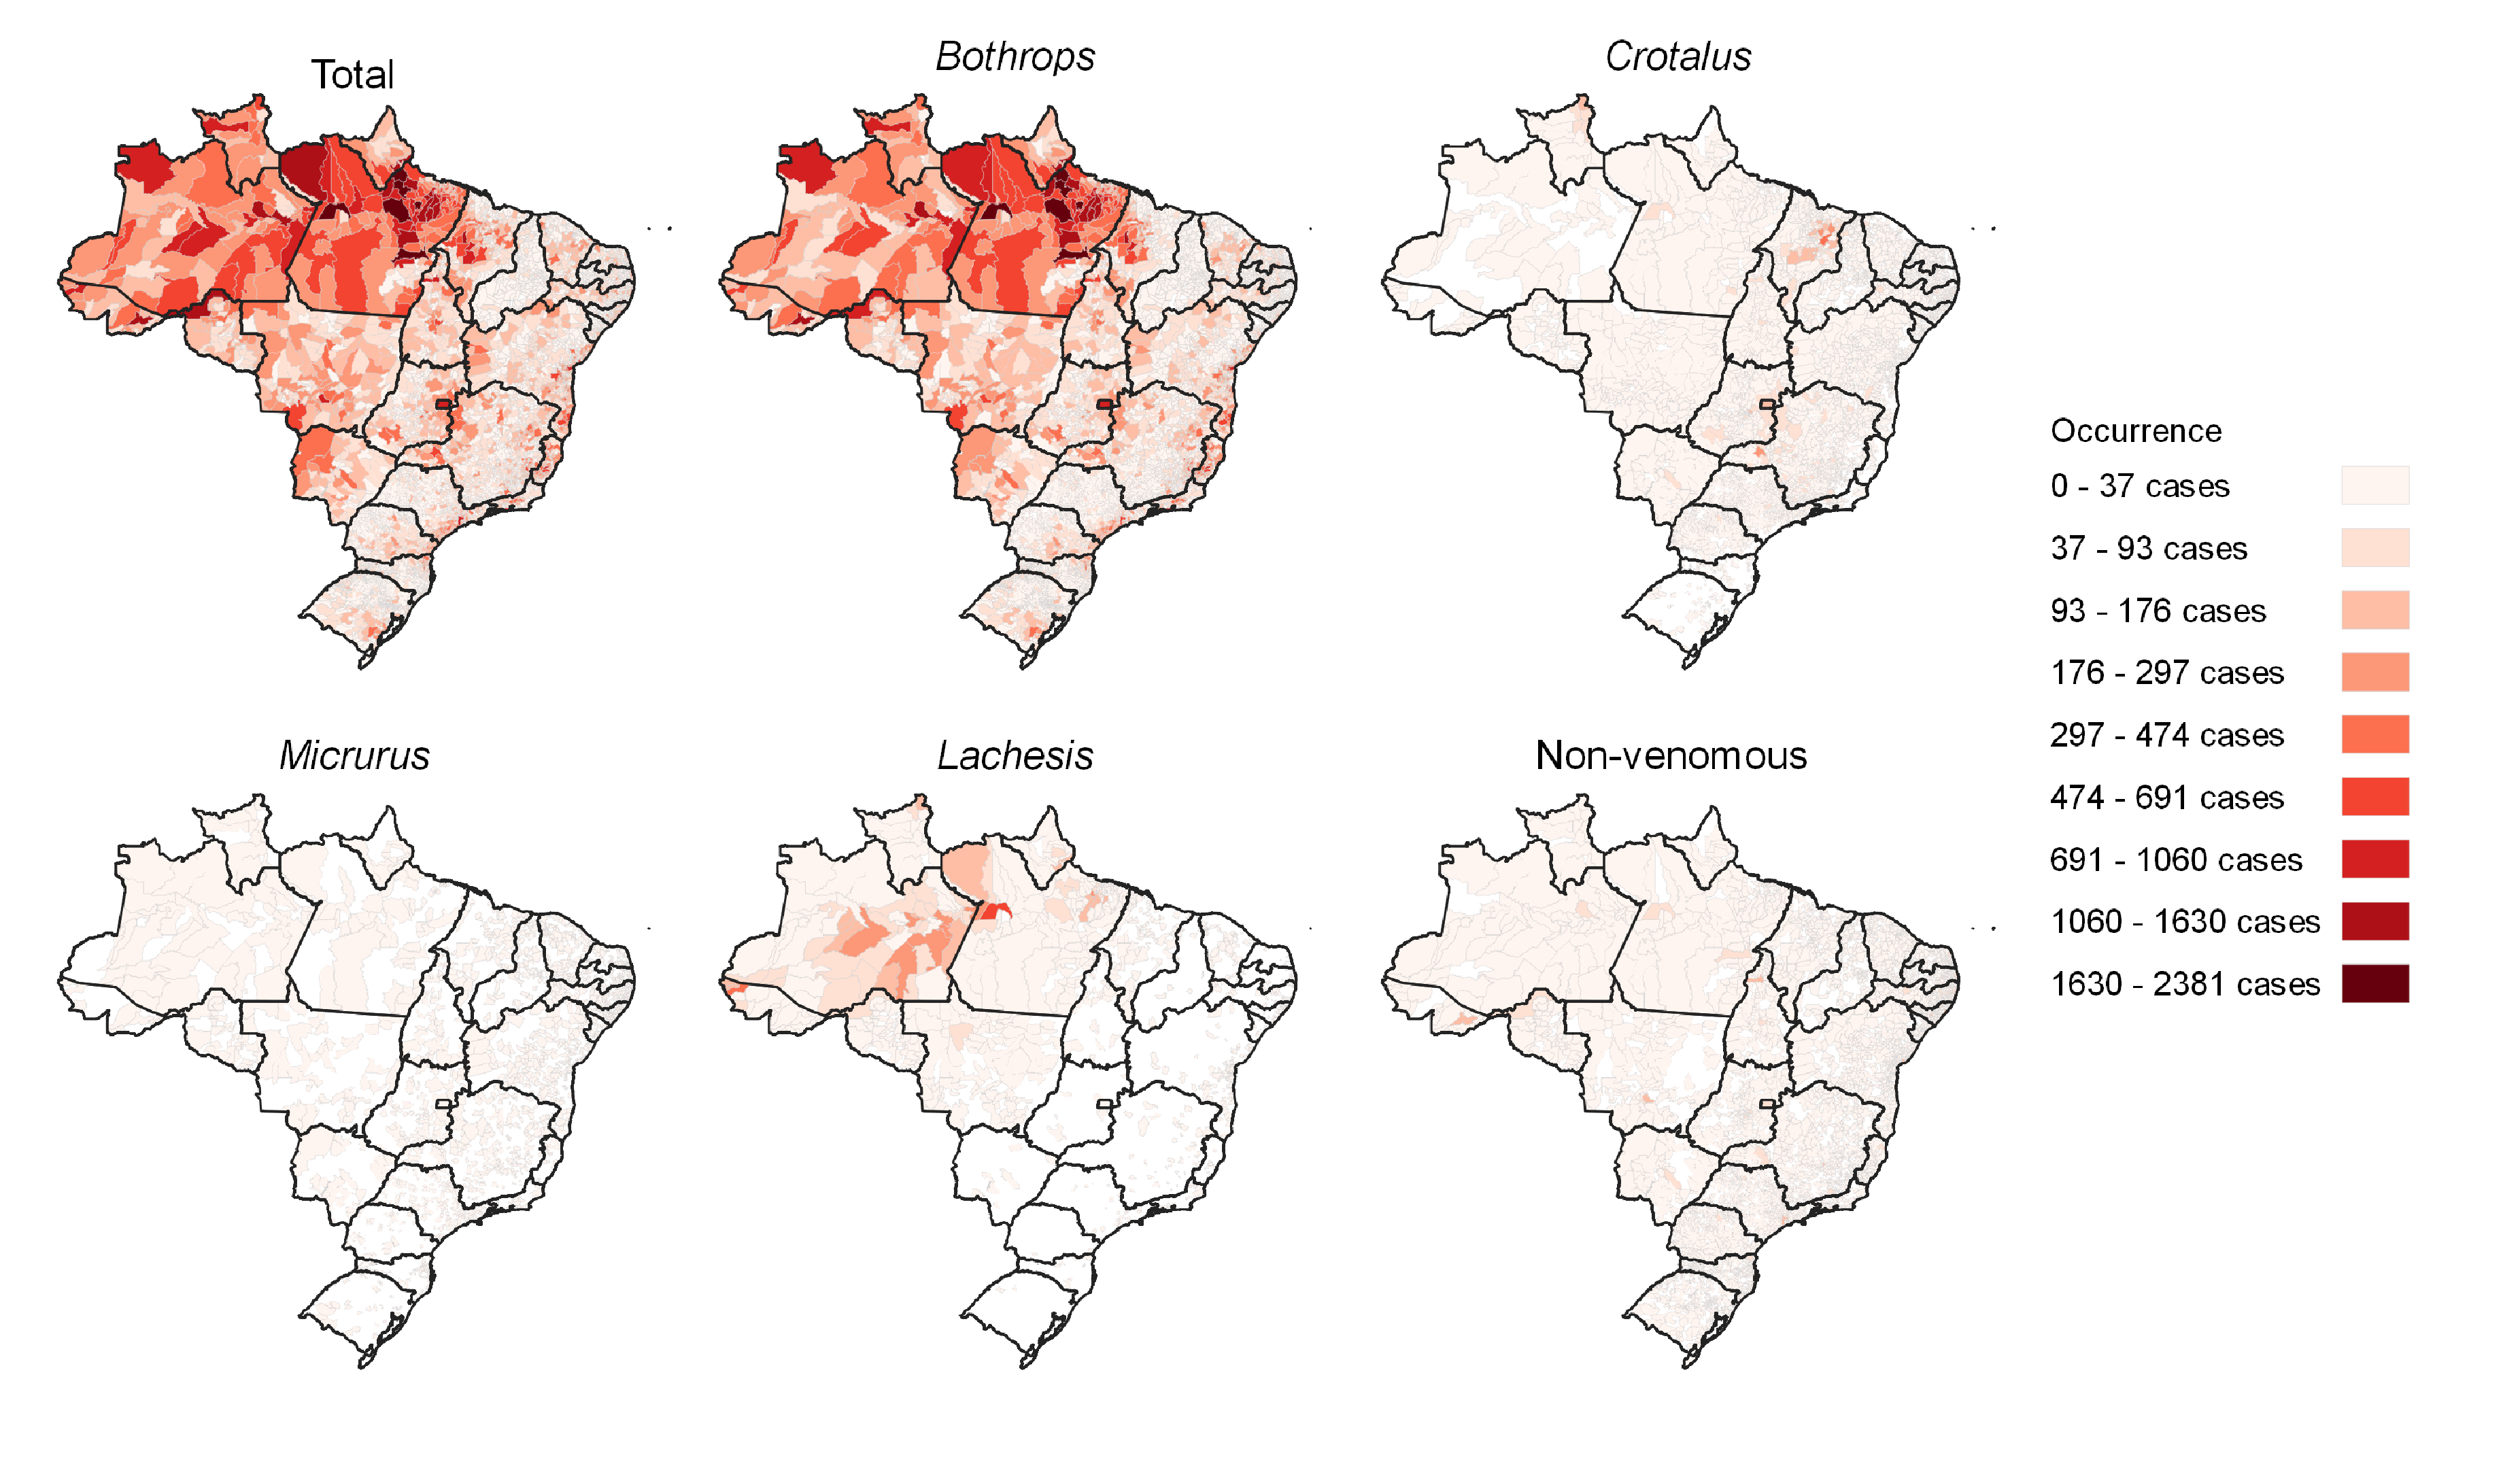 Total
Bothrops
Crotalus
Micrurus
Lachesis
Non-venomous
Occurrence
0 - 37 cases
37 - 93 cases
93 - 176 cases
176 - 297 cases
297 - 474 cases
474 - 691 cases
691 - 1060 cases
1060 - 1630 cases
1630 - 2381 cases